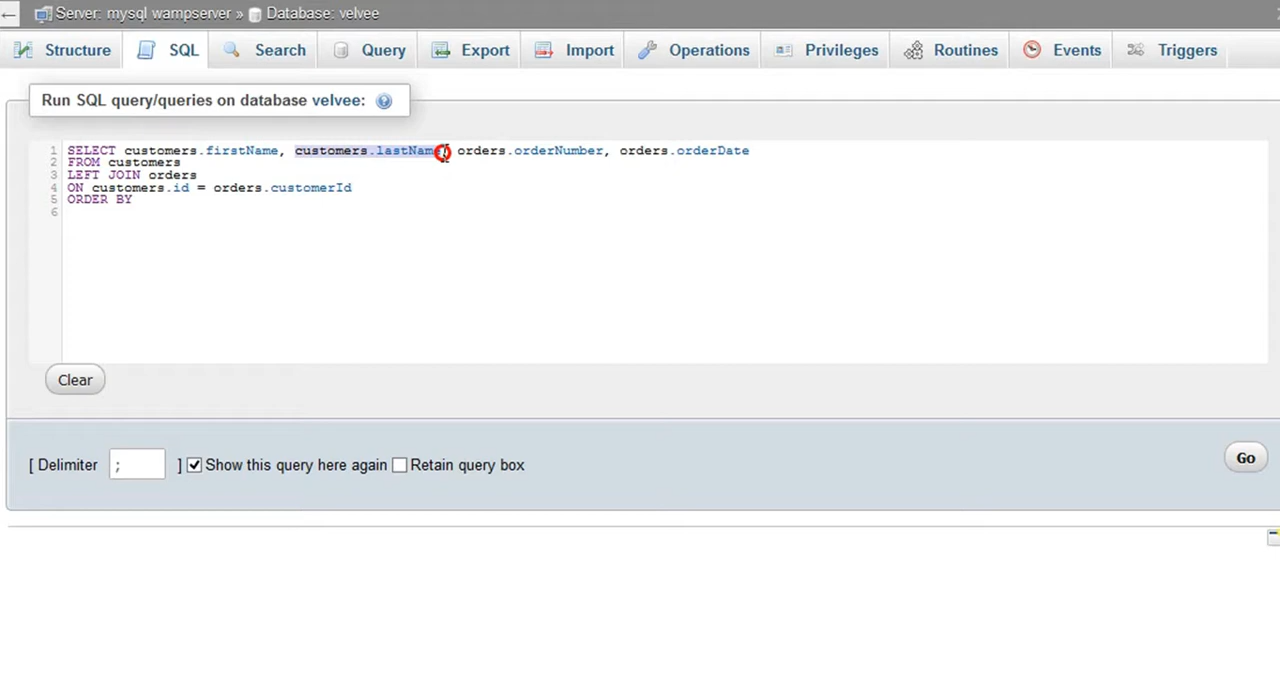 Server: mysql wampserver » Database: velvee
Structure SQL Search Query Export Import Operations Privileges Routines Events Triggers
Run SQL query/queries on database velvee:
1 SELECT customers.firstName, customers.lastName, orders.orderNumber, orders.orderDate
2 FROM customers
3 LEFT JOIN orders
4 ON customers.id = orders.customerId
5 ORDER BY
6
Clear
[ Delimiter ; ] Show this query here again Retain query box
Go